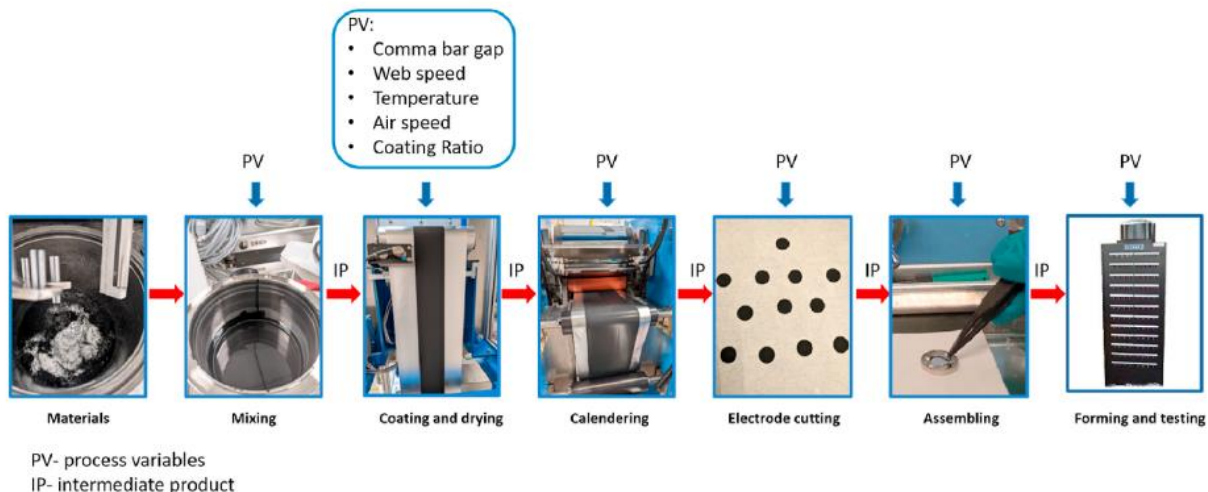 PV:
• Comma bar gap
• Web speed
• Temperature
• Air speed
• Coating Ratio
PV
PV
PV
PV
PV
IP
IP
IP
IP
IP
Materials
Mixing
Coating and drying
Calendering
Electrode cutting
Assembling
Forming and testing
PV- process variables
IP- intermediate product